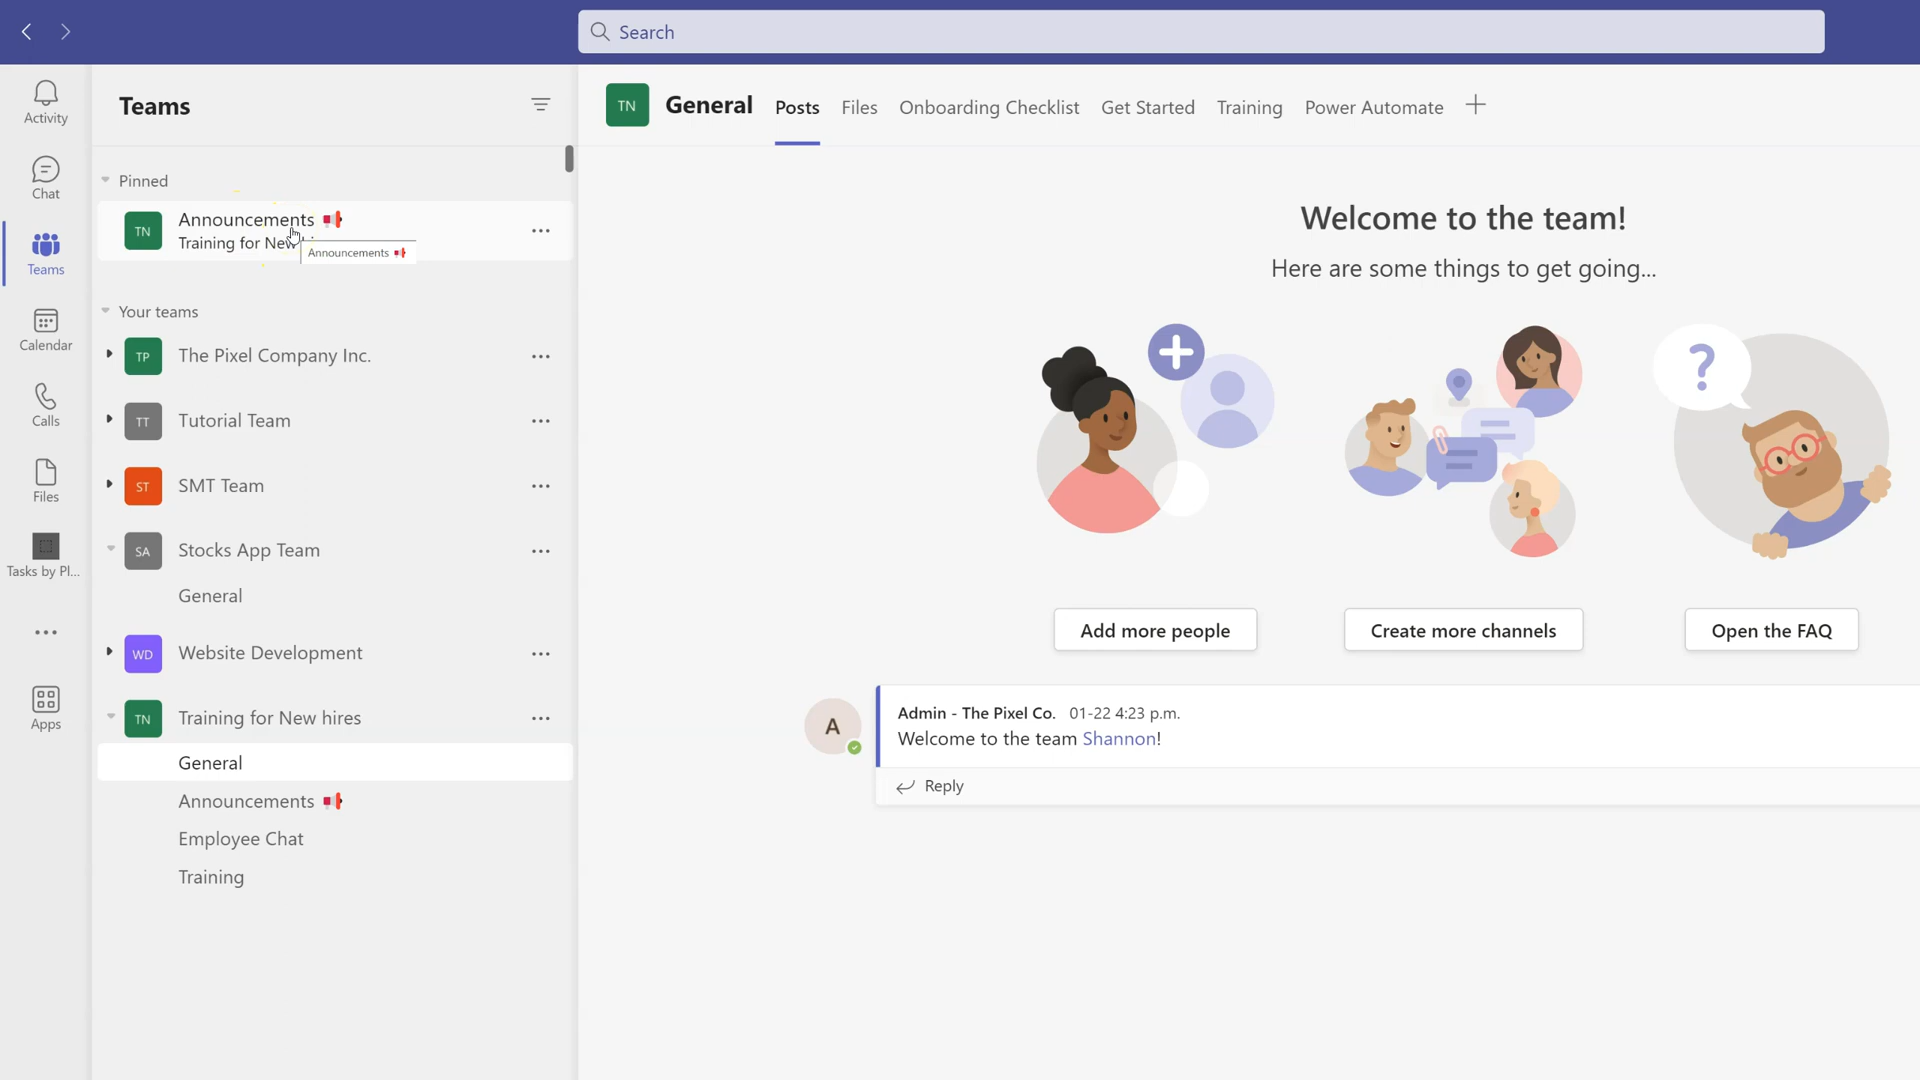 Search
Activity
Chat
Teams
Calendar
Calls
Files
Tasks by Pl...
Apps
Teams
Pinned
TN
Announcements
Training for New
Announcements
Your teams
TP The Pixel Company Inc.
TT Tutorial Team
ST SMT Team
SA Stocks App Team
General
WD Website Development
TN Training for New hires
General
Announcements
Employee Chat
Training
TN General Posts Files Onboarding Checklist Get Started Training Power Automate
Welcome to the team!
Here are some things to get going...
?
Add more people Create more channels Open the FAQ
A
Admin - The Pixel Co. 01-22 4:23 p.m.
Welcome to the team Shannon!
Reply